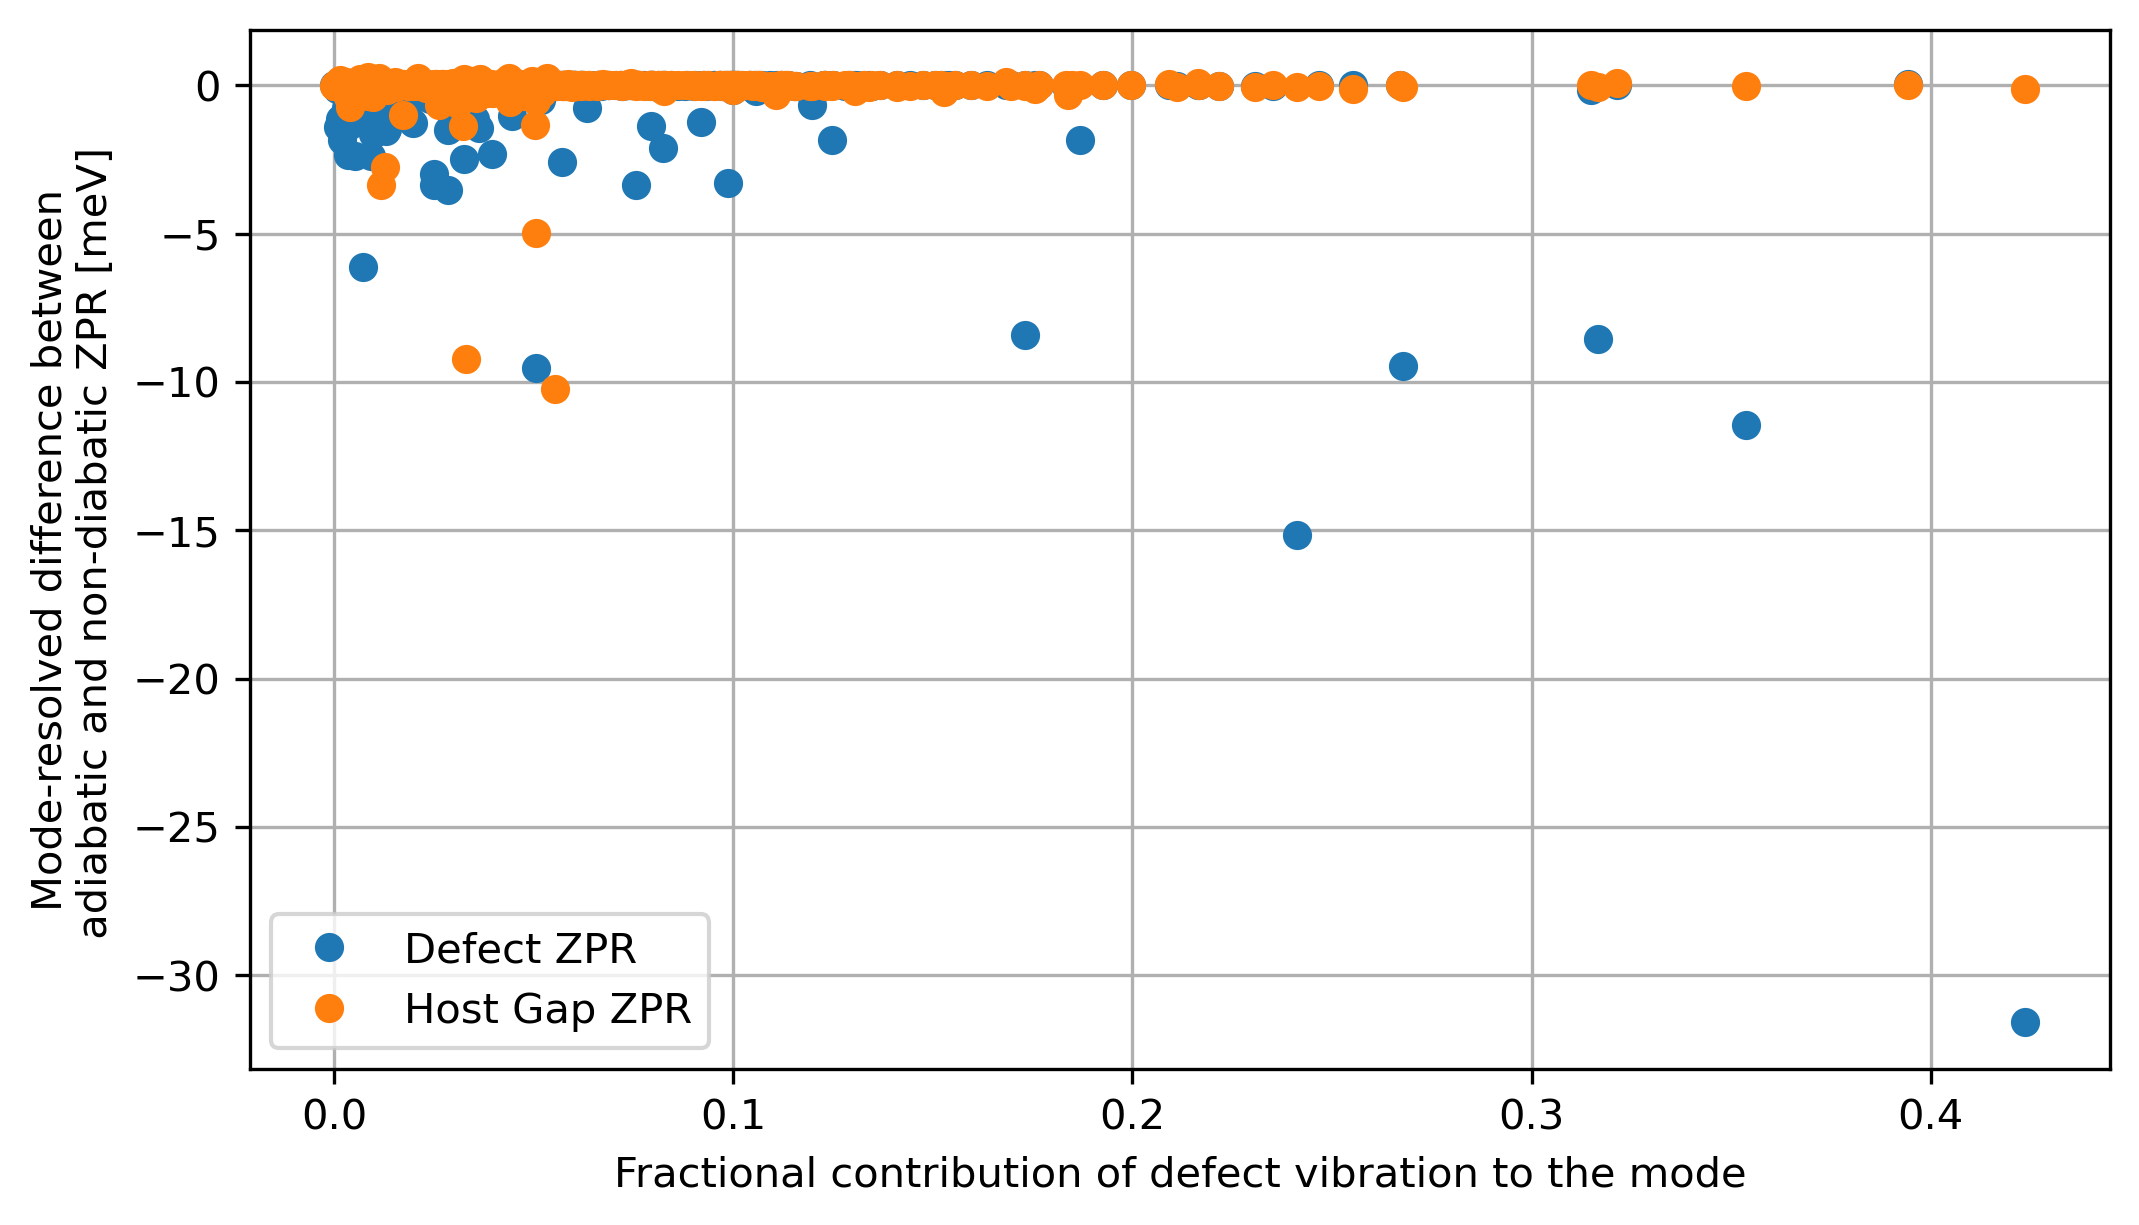 Mode-resolved difference between
adiabatic and non-diabatic ZPR [meV]
0
−5
−10
−15
−20
−25
−30
Defect ZPR
Host Gap ZPR
0.0 0.1 0.2 0.3 0.4
Fractional contribution of defect vibration to the mode